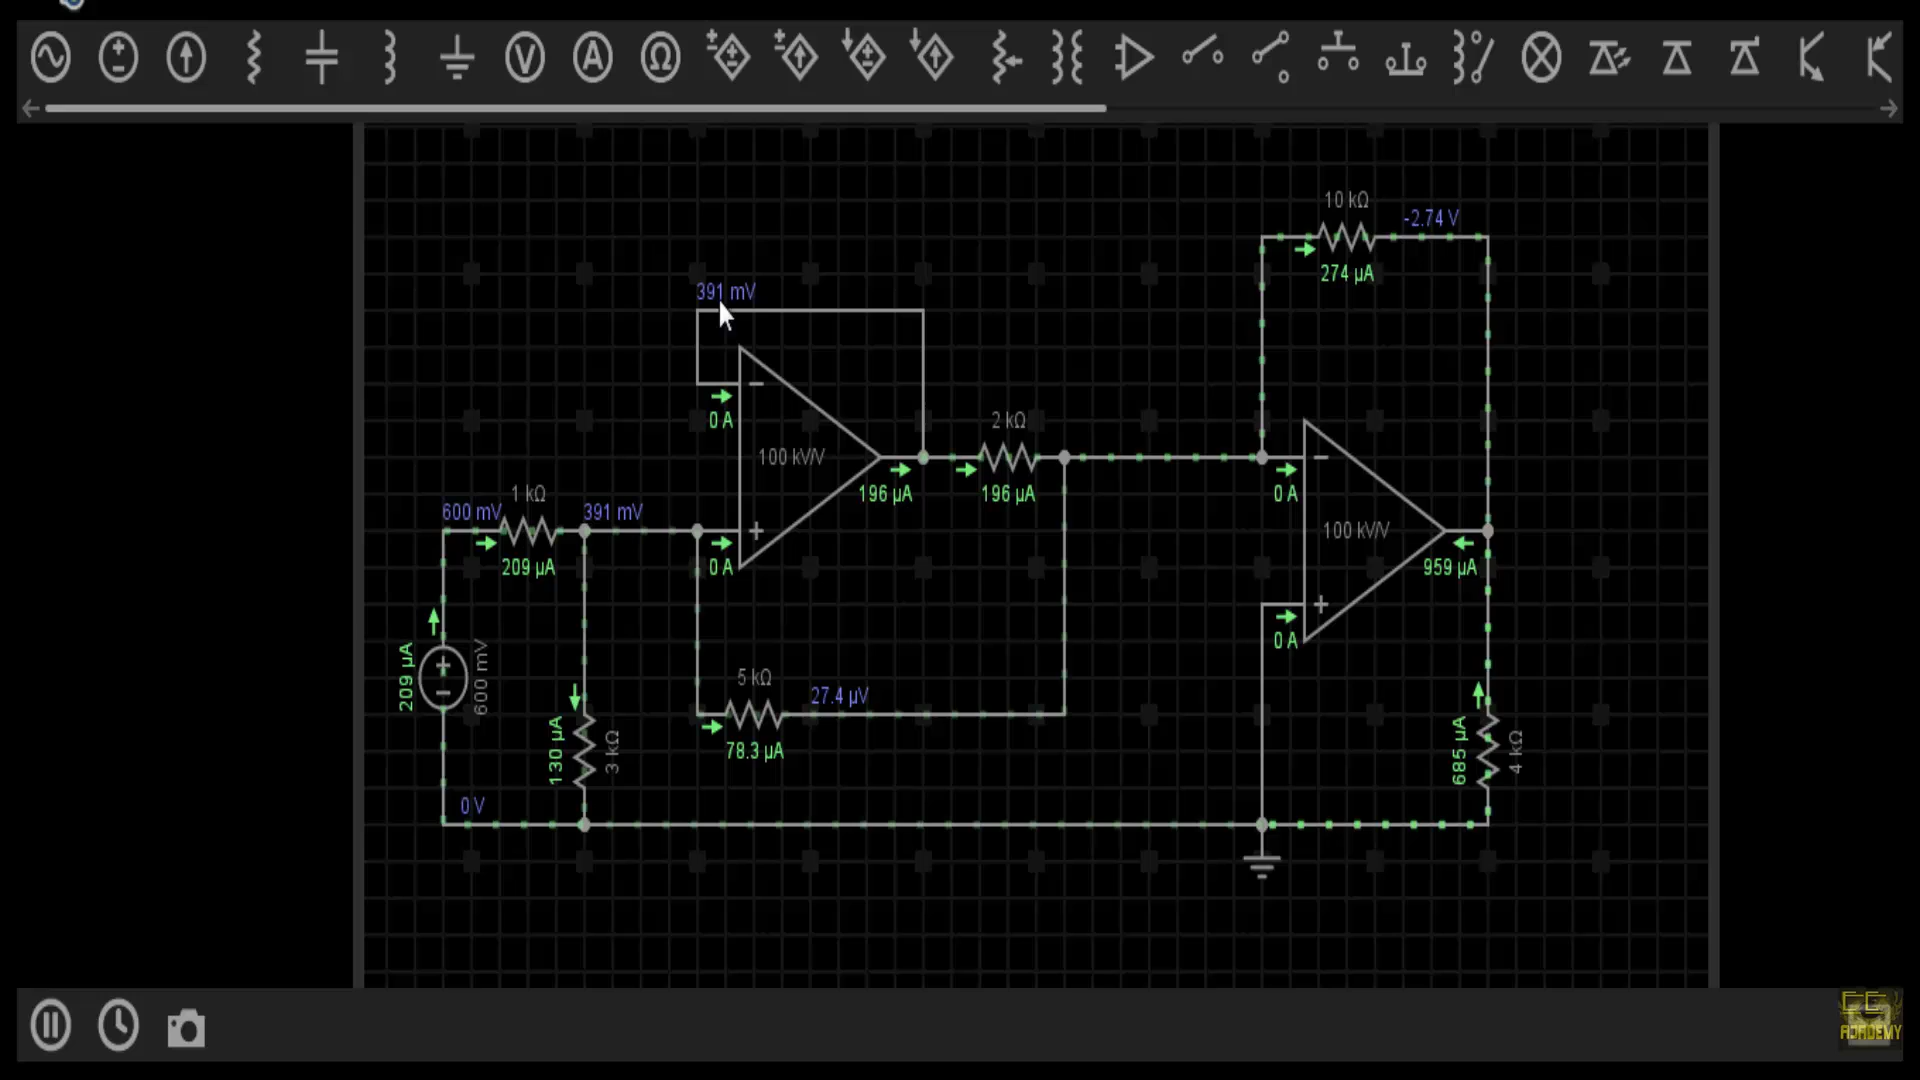 V A Ω
10 kΩ
-2.74 V
274 µA
391 mV
0 A
2 kΩ
100 kV/V
196 µA
196 µA
0 A
1 kΩ
600 mV
391 mV
209 µA
0 A
100 kV/V
959 µA
0 A
209 µA
600 mV
5 kΩ
27.4 µV
78.3 µA
130 µA
3 kΩ
685 µA
4 kΩ
0 V
ACADEMY